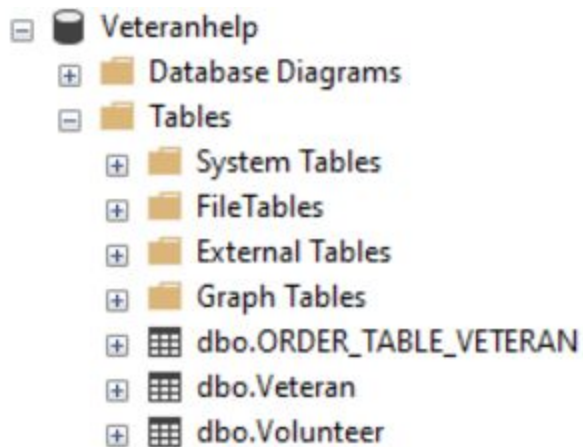 Veteranhelp
Database Diagrams
Tables
System Tables
FileTables
External Tables
Graph Tables
dbo.ORDER_TABLE_VETERAN
dbo.Veteran
dbo.Volunteer